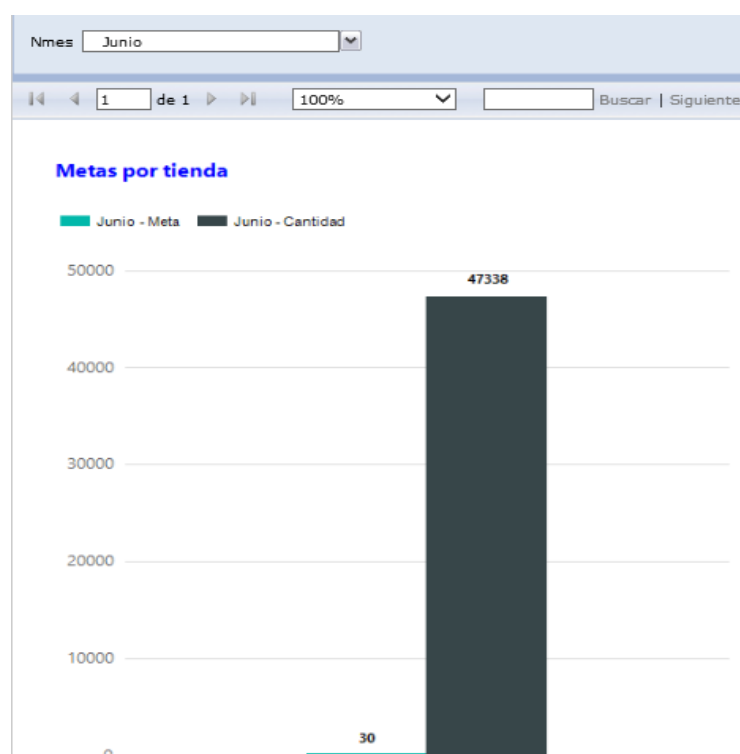 Nmes Junio
1 de 1 100% Buscar | Siguiente
Metas por tienda
Junio - Meta Junio - Cantidad
50000
47338
40000
30000
20000
10000
30
0